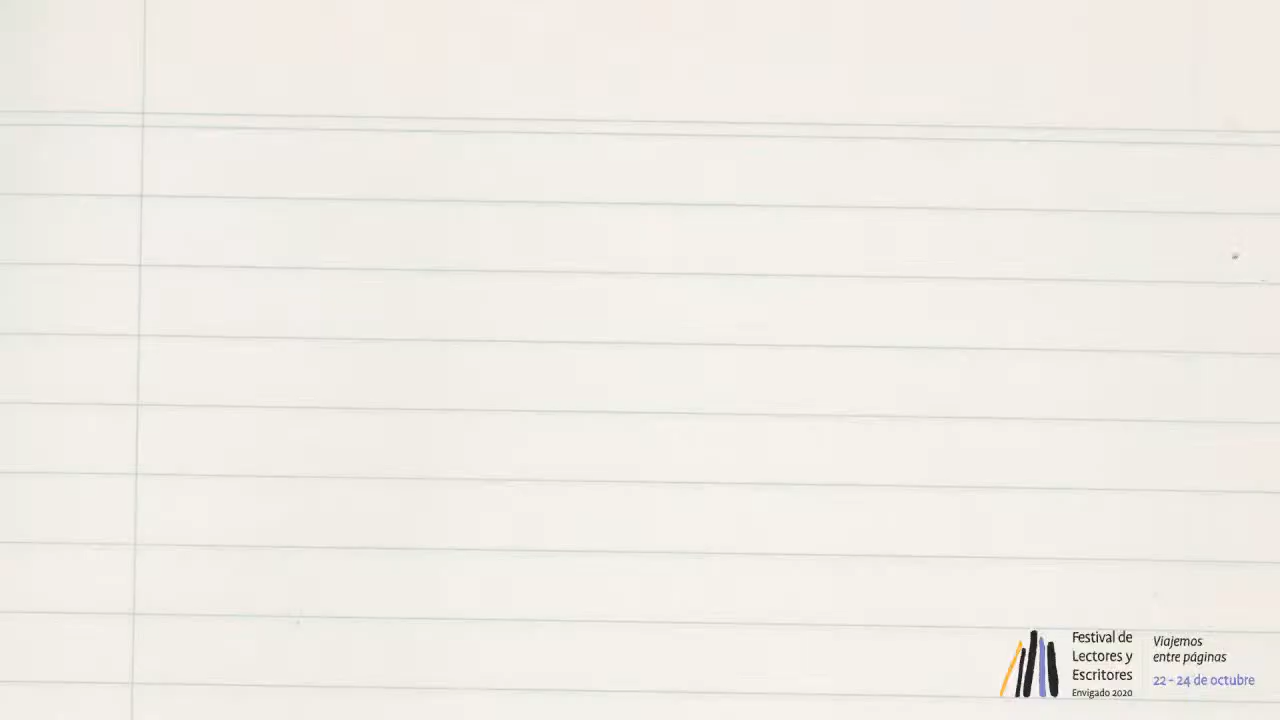 Festival de
Lectores y
Escritores
Envigado 2020
Viajemos
entre páginas
22 - 24 de octubre